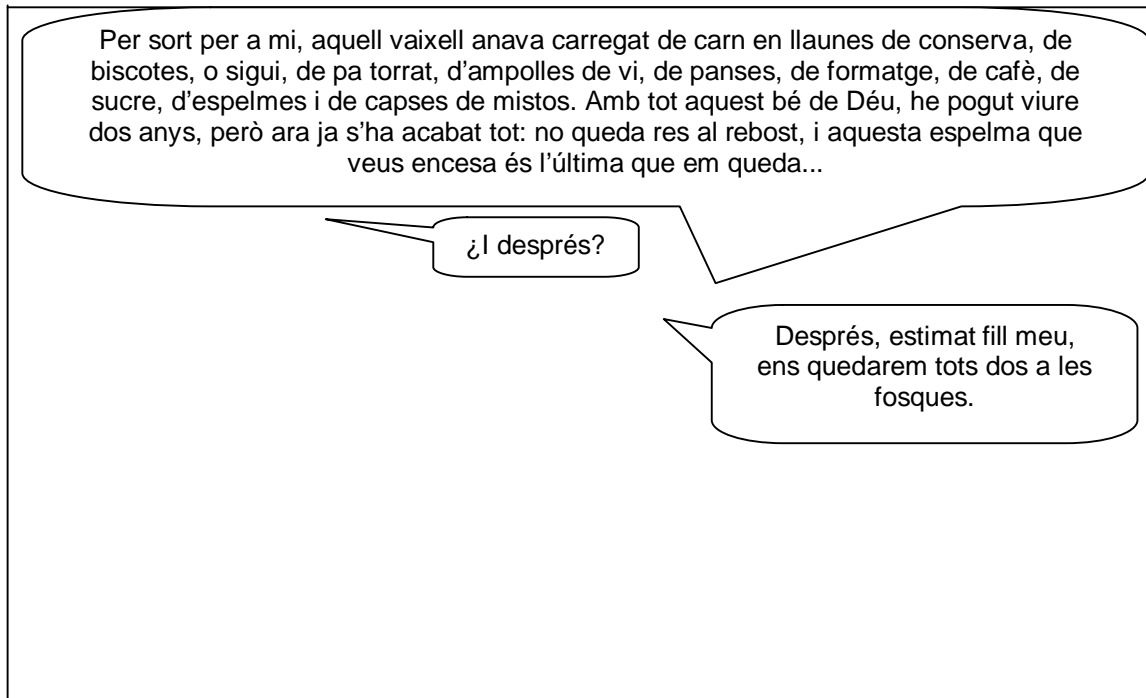 Per sort per a mi, aquell vaixell anava carregat de carn en llaunes de conserva, de
biscotes, o sigui, de pa torrat, d’ampolles de vi, de panses, de formatge, de cafè, de
sucre, d’espelmes i de capses de mistos. Amb tot aquest bé de Déu, he pogut viure
dos anys, però ara ja s’ha acabat tot: no queda res al rebost, i aquesta espelma que
veus encesa és l’última que em queda...
¿I després?
Després, estimat fill meu,
ens quedarem tots dos a les
fosques.